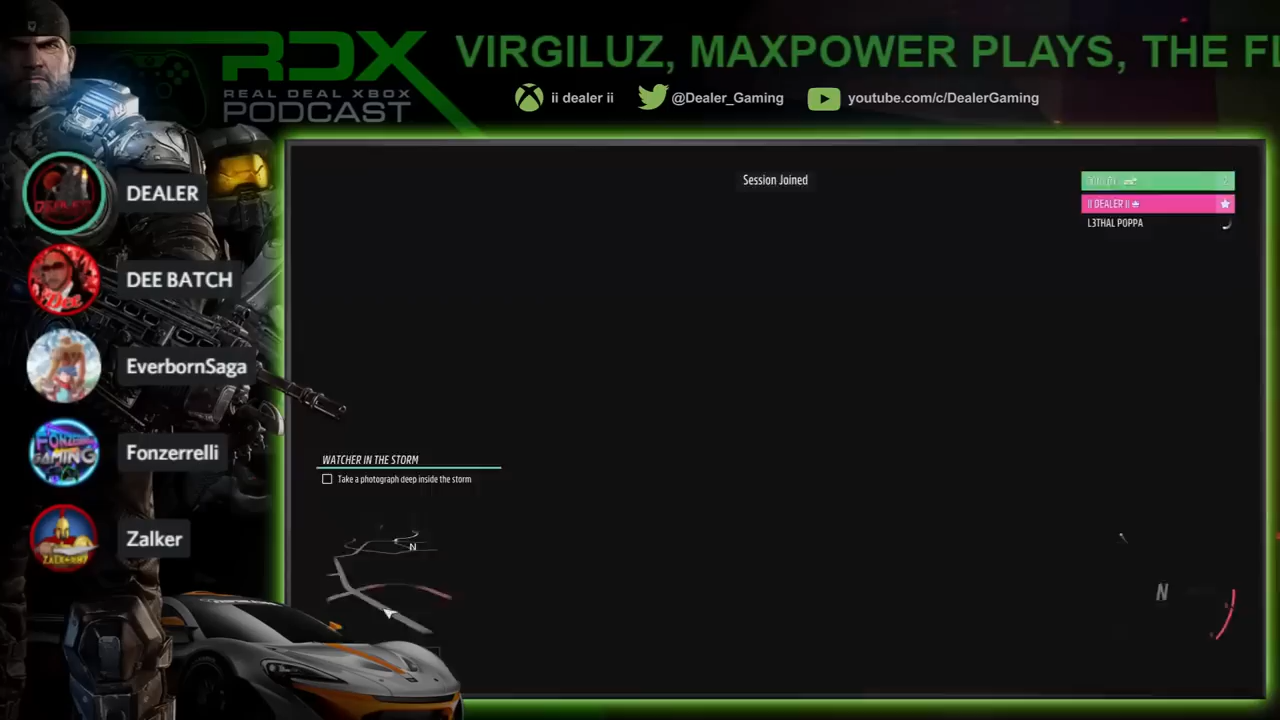 RDX
REAL DEAL XBOX
PODCAST
VIRGILUZ, MAXPOWER PLAYS, THE FL
ii dealer ii
@Dealer_Gaming
youtube.com/c/DealerGaming
DEALER
DEE BATCH
EverbornSaga
Fonzerrelli
Zalker
Session Joined
II DEALER II
L3THAL POPPA
WATCHER IN THE STORM
Take a photograph deep inside the storm
N
N